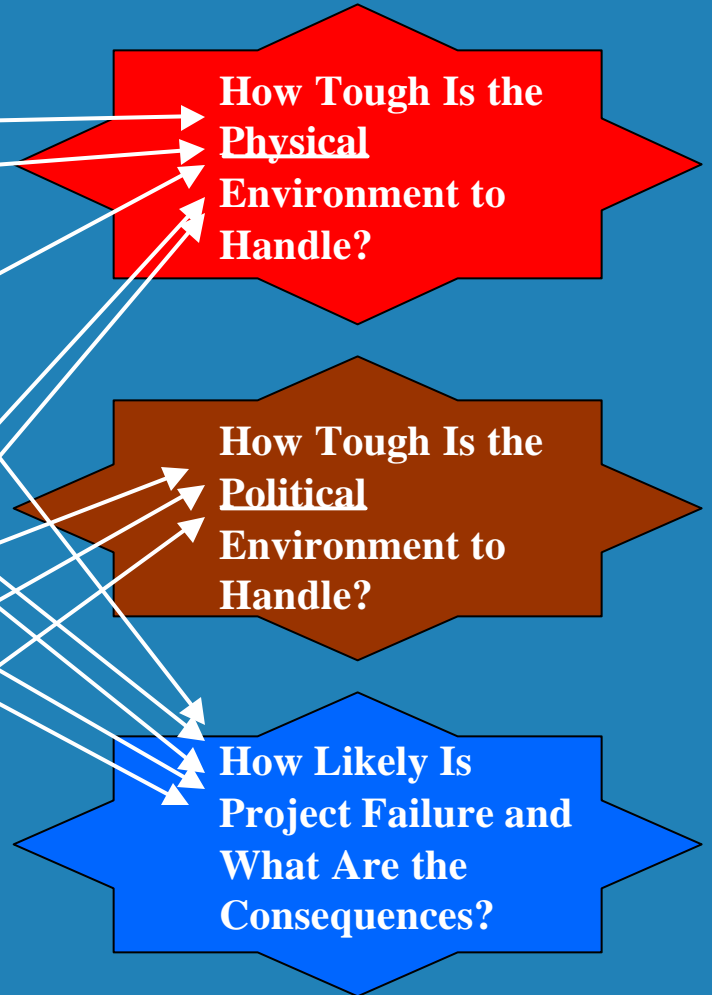 How Tough Is the
Physical
Environment to
Handle?
How Tough Is the
Political
Environment to
Handle?
How Likely Is
Project Failure and
What Are the
Consequences?